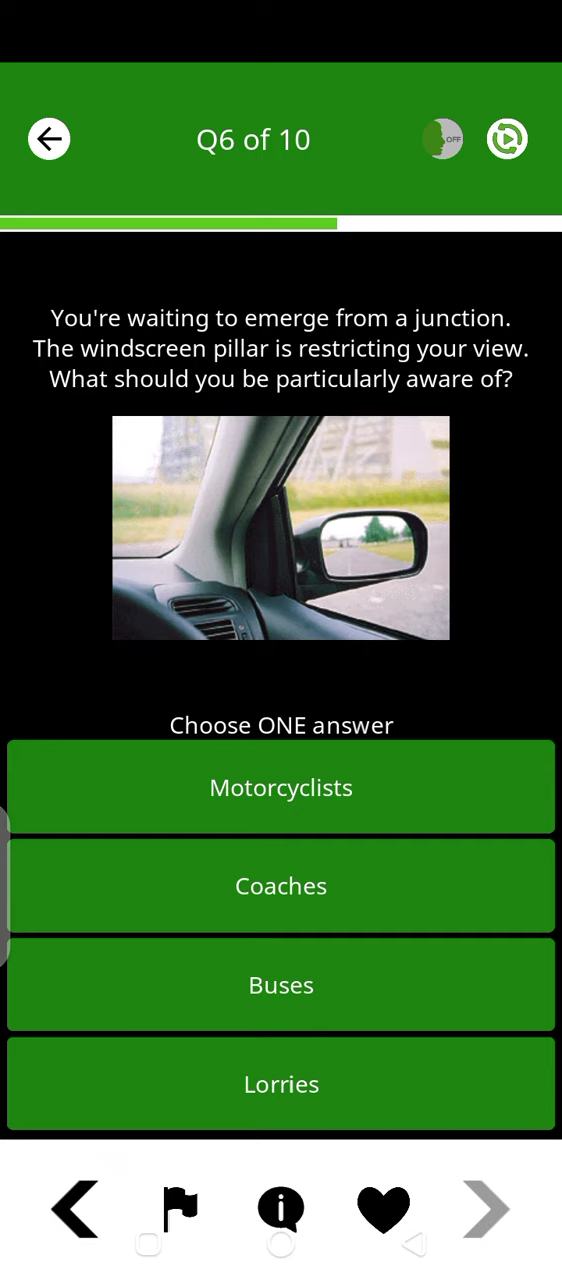 Q6 of 10
OFF
You're waiting to emerge from a junction.
The windscreen pillar is restricting your view.
What should you be particularly aware of?
Choose ONE answer
Motorcyclists
Coaches
Buses
Lorries